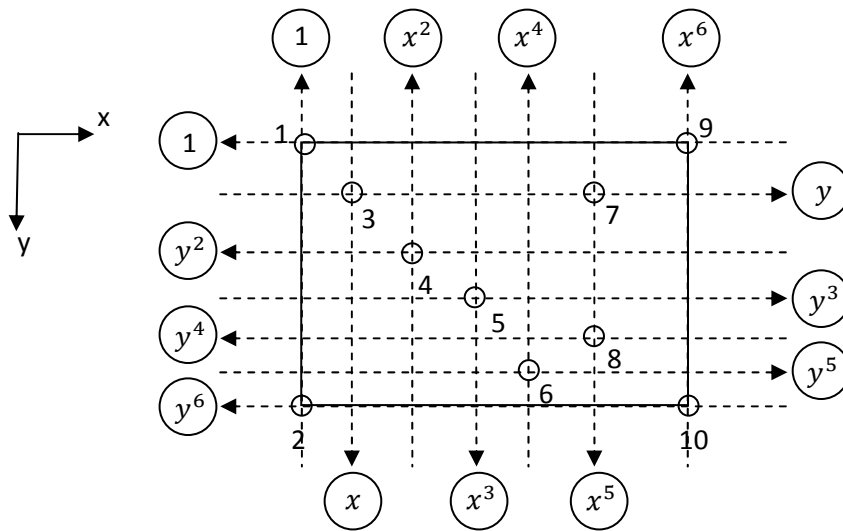 1 x² x⁴ x⁶
x
1 1 9
y
3 7
y
y² 4
5 y³
y⁴ 8
6 y⁵
y⁶
2 10
x x³ x⁵